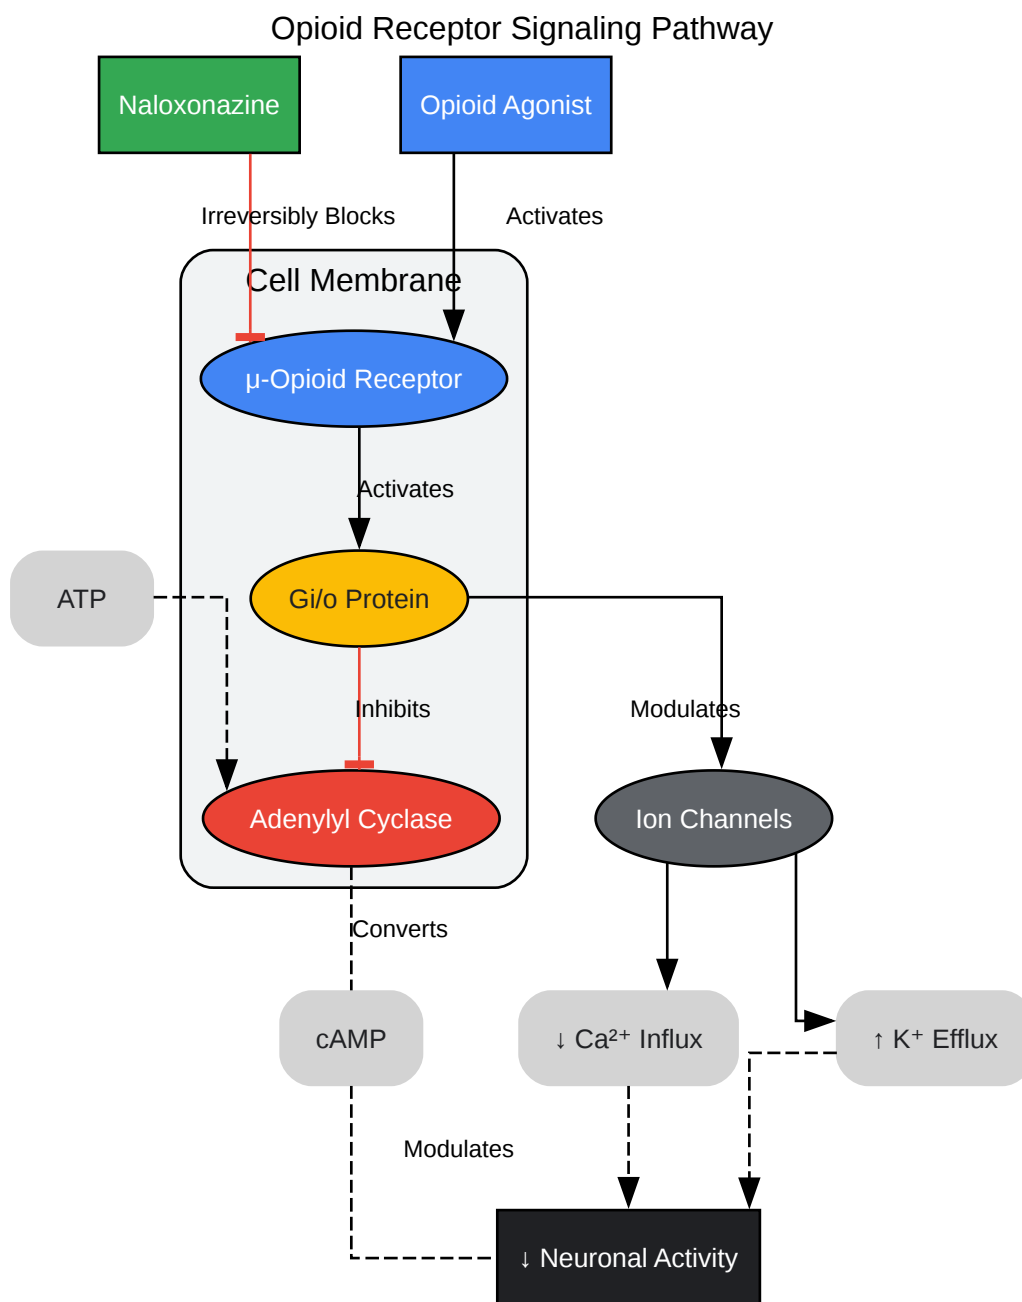 Opioid Receptor Signaling Pathway
Naloxonazine
Opioid Agonist
Irreversibly Blocks
Activates
Cell Membrane
μ-Opioid Receptor
Activates
ATP
Gi/o Protein
Inhibits
Modulates
Adenylyl Cyclase
Ion Channels
Converts
cAMP
↓ Ca²⁺ Influx
↑ K⁺ Efflux
Modulates
↓ Neuronal Activity